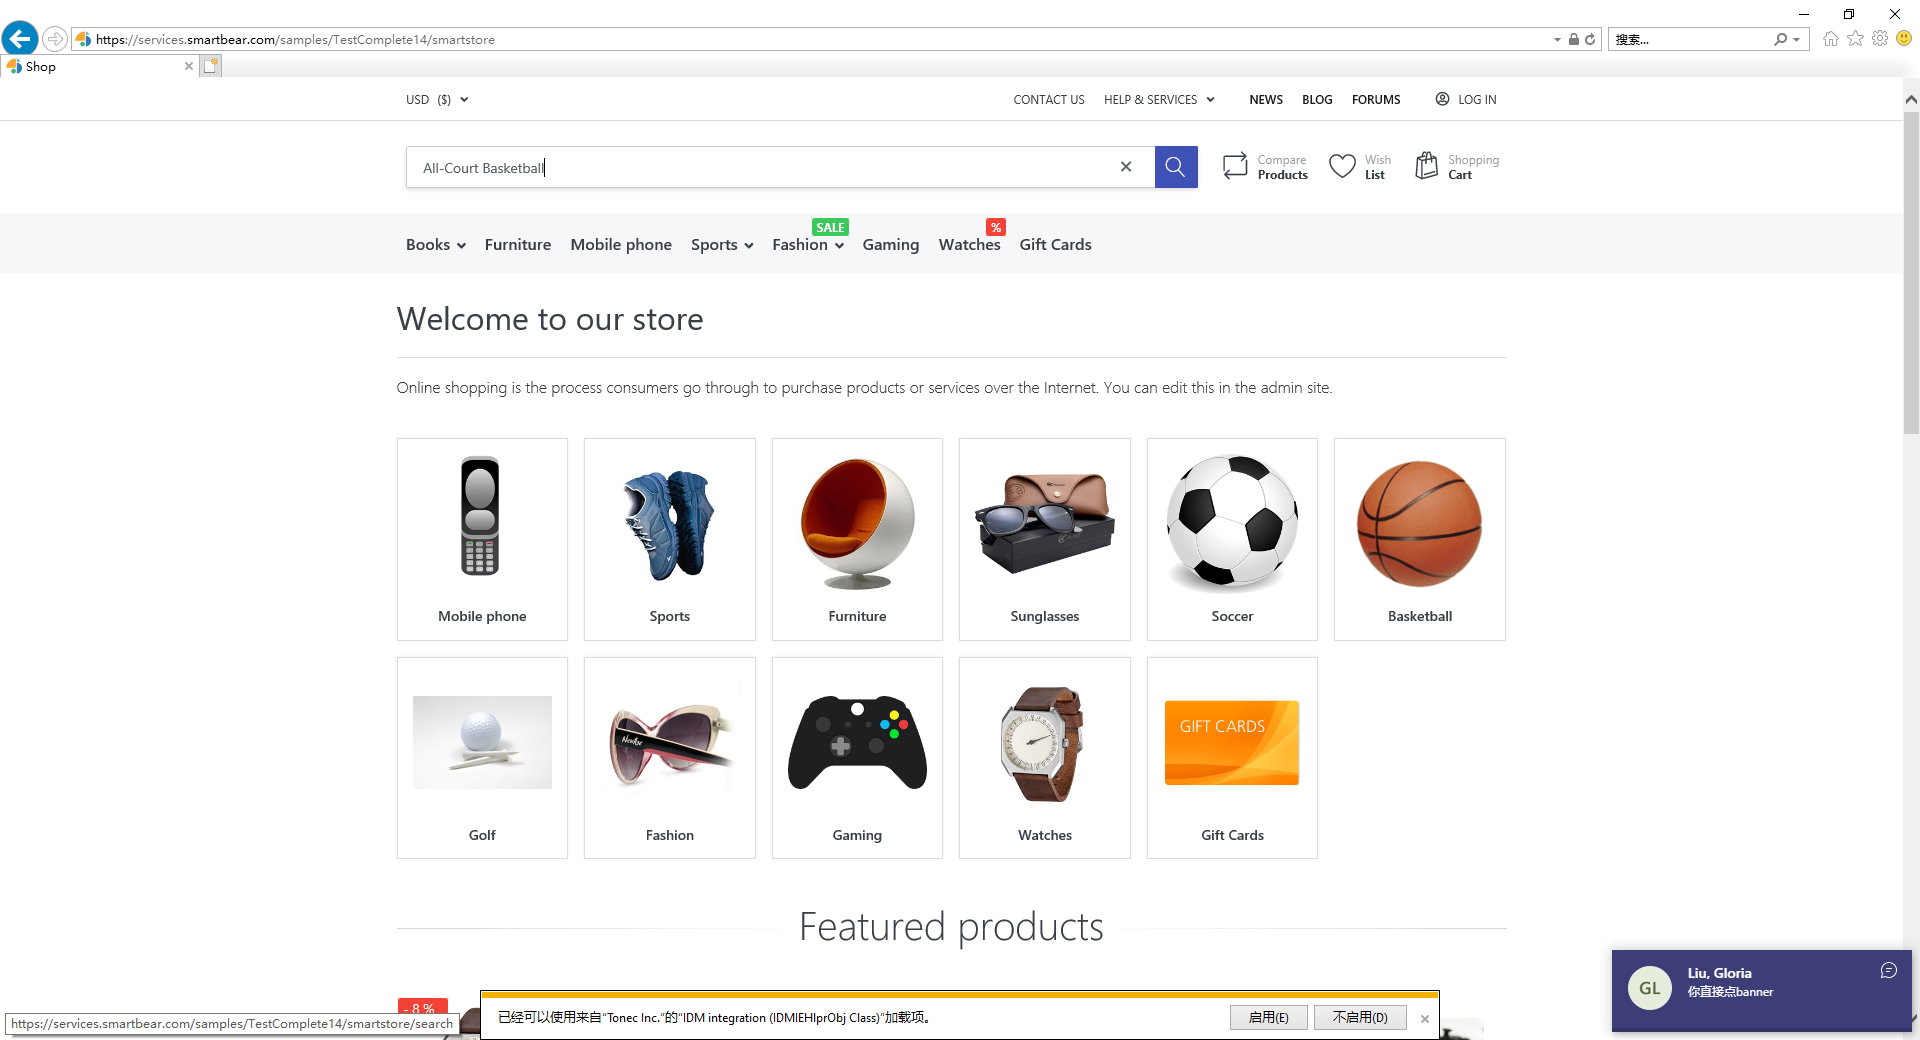 https://services.smartbear.com/samples/TestComplete14/smartstore
搜索...
Shop
USD ($)
CONTACT US
HELP & SERVICES
NEWS
BLOG
FORUMS
LOG IN
All-Court Basketball
Compare
Products
Wish
List
Shopping
Cart
SALE
%
Books
Furniture
Mobile phone
Sports
Fashion
Gaming
Watches
Gift Cards
Welcome to our store
Online shopping is the process consumers go through to purchase products or services over the Internet. You can edit this in the admin site.
Mobile phone
Sports
Furniture
Sunglasses
Soccer
Basketball
GIFT CARDS
Golf
Fashion
Gaming
Watches
Gift Cards
Featured products
Liu, Gloria
GL
你直接点banner
- 8 %
已经可以使用来自"Tonec Inc."的"IDM integration (IDMIEHlprObj Class)"加载项。
启用(E)
不启用(D)
https://services.smartbear.com/samples/TestComplete14/smartstore/search